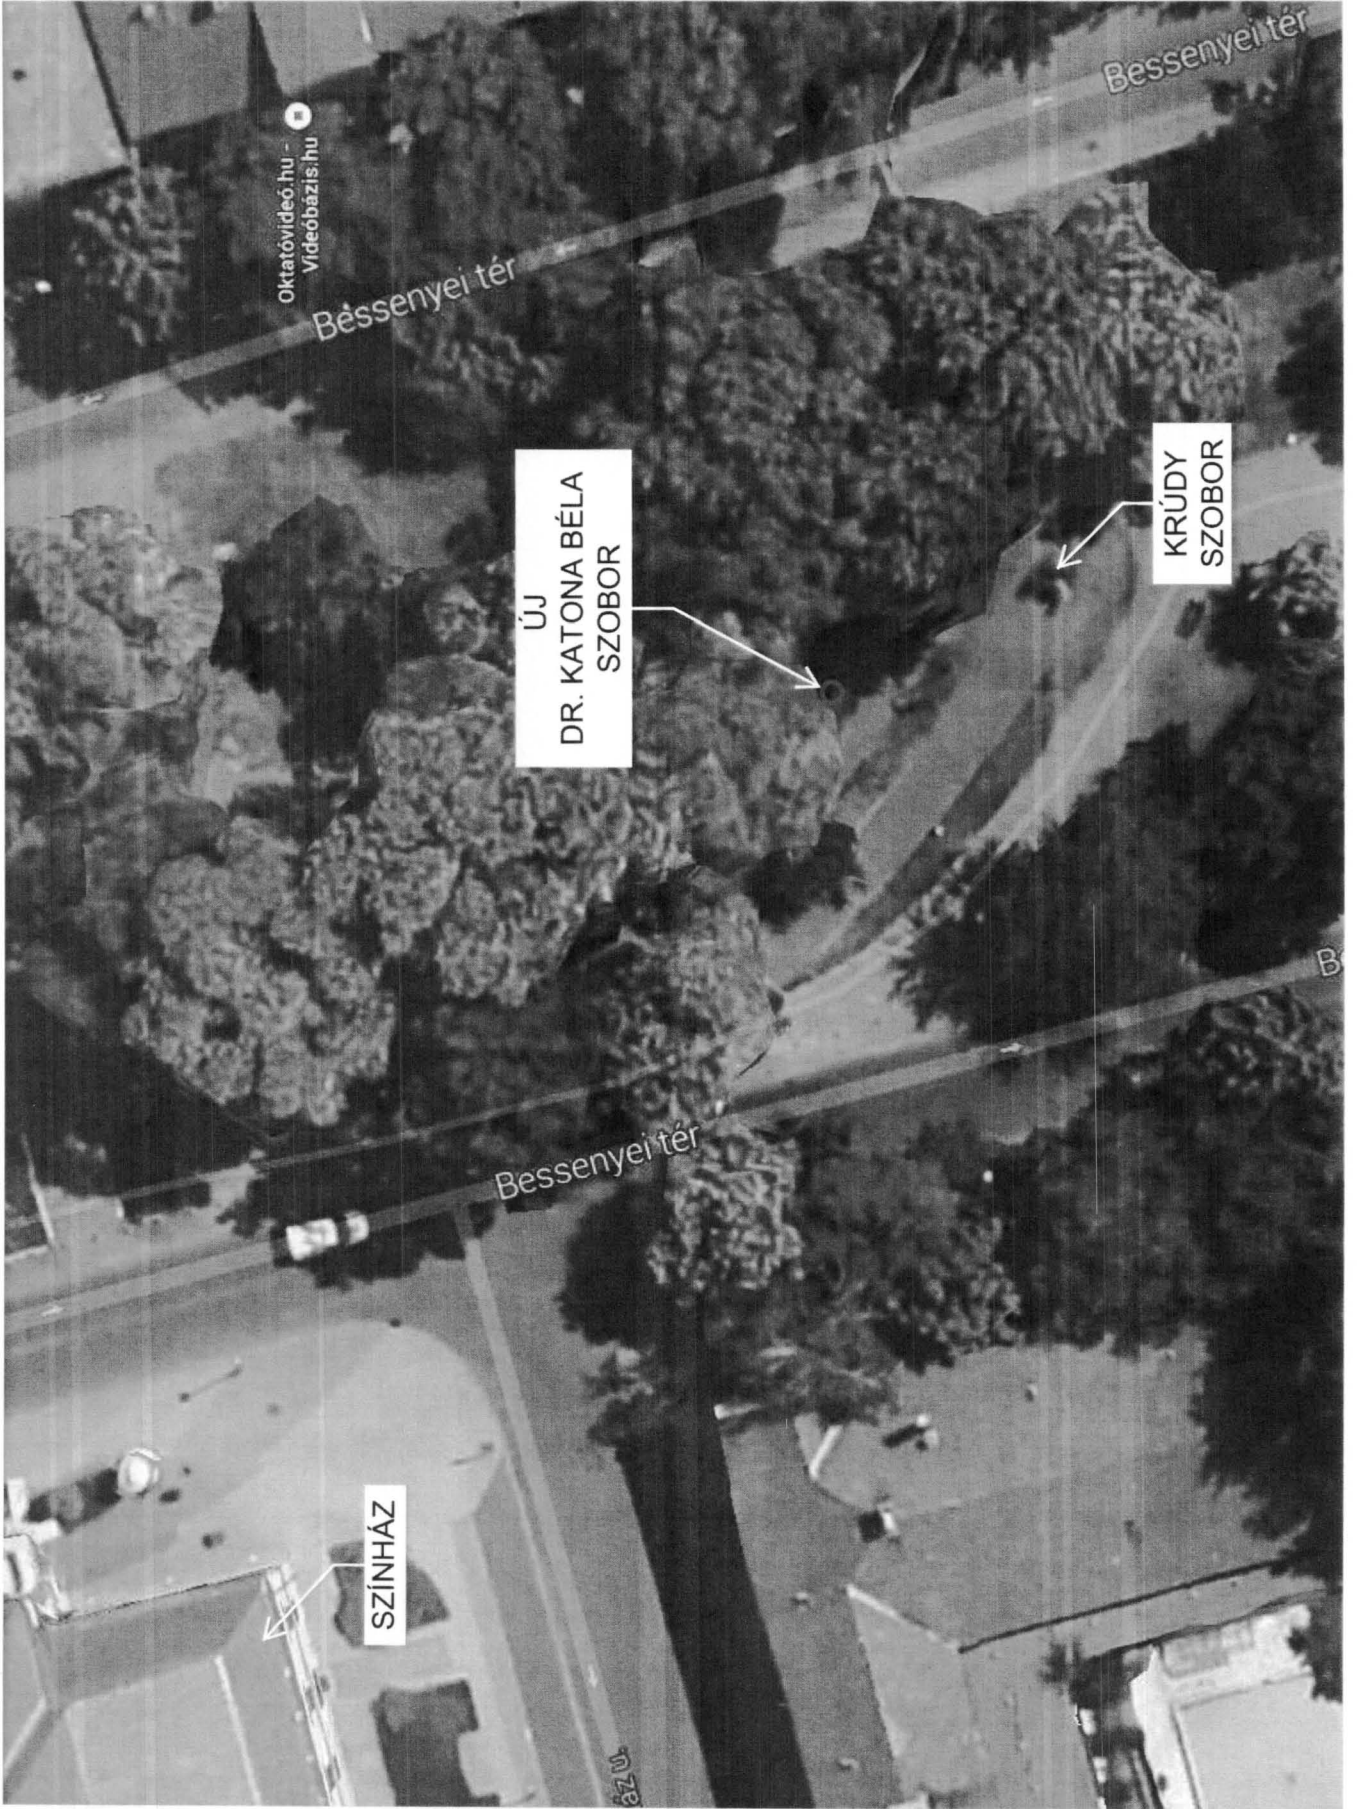 Oktatóvideó.hu -
Videóbázis.hu
Bessenyei tér
Bessenyei tér
ÚJ
DR. KATONA BÉLA
SZOBOR
KRÚDY
SZOBOR
Bessenyei tér
SZÍNHÁZ